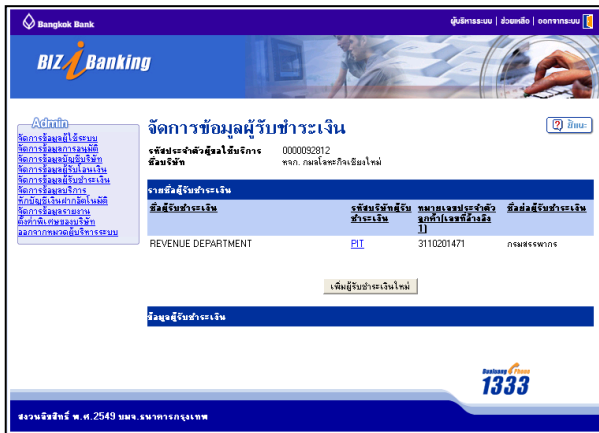 Bangkok Bank
ผู้บริหารระบบ | ช่วยเหลือ | ออกจากระบบ
BIZ i Banking
Admin
จัดการข้อมูลผู้ใช้ระบบ
จัดการข้อมูลการอนุมัติ
จัดการข้อมูลบัญชีบริษัท
จัดการข้อมูลผู้รับโอนเงิน
จัดการข้อมูลผู้รับชำระเงิน
จัดการข้อมูลบริการ
หักบัญชีเงินฝากอัตโนมัติ
จัดการข้อมูลรายงาน
ตั้งค่าพิเศษของบริษัท
ออกจากหมวดผู้บริหารระบบ
จัดการข้อมูลผู้รับชำระเงิน
ชี้แนะ
รหัสประจำตัวผู้ขอใช้บริการ 0000092812
ชื่อบริษัท หจก. กมลโลหะกิจเชียงใหม่
รายชื่อผู้รับชำระเงิน
ชื่อผู้รับชำระเงิน รหัสบริษัทผู้รับชำระเงิน หมายเลขประจำตัวลูกค้า(เลขที่อ้างอิง 1) ชื่อย่อผู้รับชำระเงิน
REVENUE DEPARTMENT PIT 3110201471 กรมสรรพากร
เพิ่มผู้รับชำระเงินใหม่
ข้อมูลผู้รับชำระเงิน
Bualuang Phone
1333
สงวนลิขสิทธิ์ พ.ศ.2549 บมจ.ธนาคารกรุงเทพ